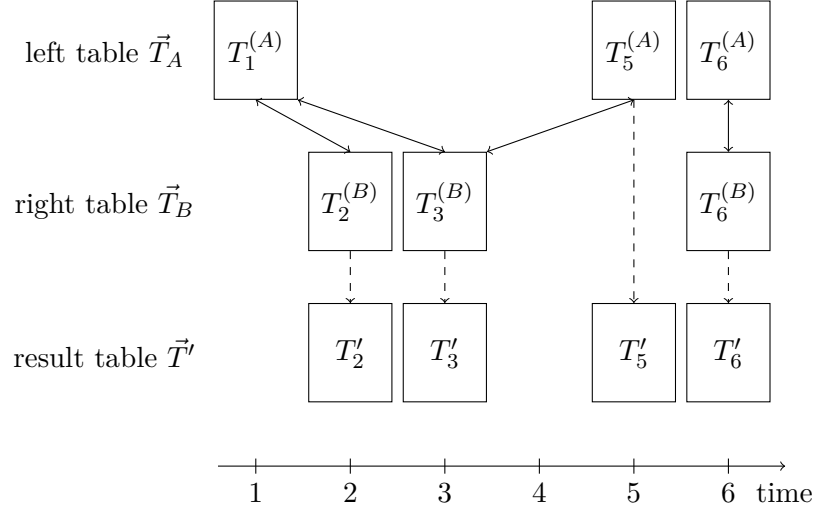 left table $\vec{T}_A$ $T_1^{(A)}$ $T_5^{(A)}$ $T_6^{(A)}$
right table $\vec{T}_B$ $T_2^{(B)}$ $T_3^{(B)}$ $T_6^{(B)}$
result table $\vec{T}'$ $T_2'$ $T_3'$ $T_5'$ $T_6'$
1 2 3 4 5 6 time